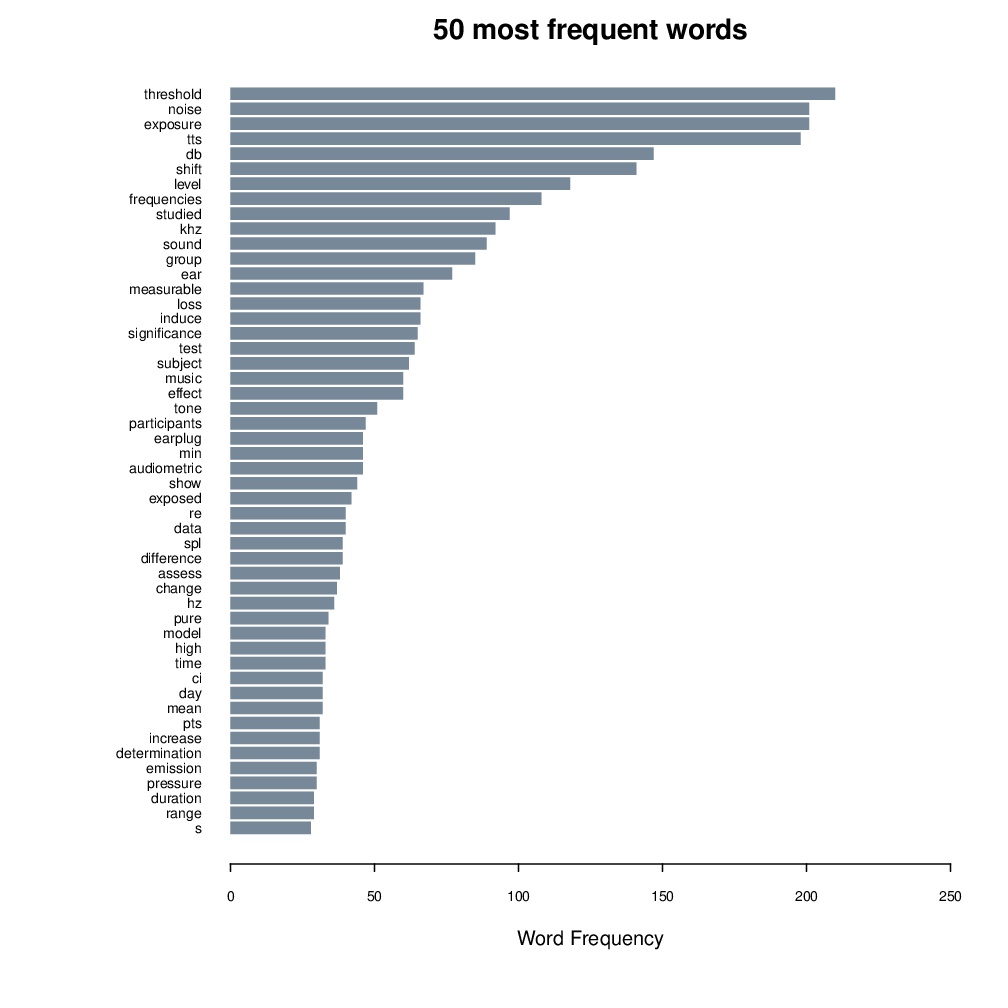 50 most frequent words
threshold
noise
exposure
tts
db
shift
level
frequencies
studied
khz
sound
group
ear
measurable
loss
induce
significance
test
subject
music
effect
tone
participants
earplug
min
audiometric
show
exposed
re
data
spl
difference
assess
change
hz
pure
model
high
time
ci
day
mean
pts
increase
determination
emission
pressure
duration
range
s
0 50 100 150 200 250
Word Frequency